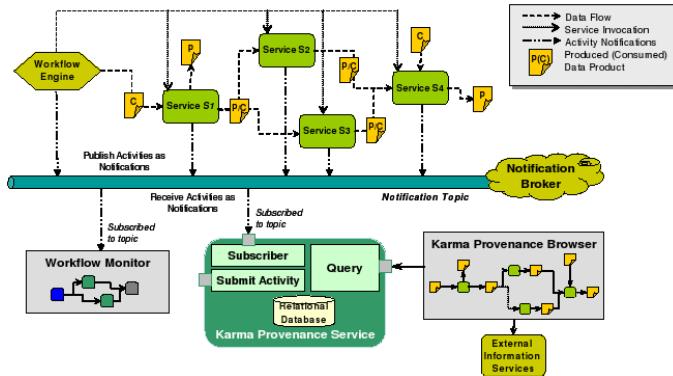 Data Flow
Service Invocation
Activity Notifications
P(C)
Produced (Consumed)
Data Product
Workflow
Engine
C
P
Service S1
P/C
Service S2
P/C
Service S3
P/C
C
Service S4
P
Publish Activities as
Notifications
Receive Activities as
Notifications
Notification Topic
Notification
Broker
Subscribed
to topic
Subscribed
to topic
Workflow Monitor
Subscriber
Submit Activity
Query
Relational
Database
Karma Provenance Service
Karma Provenance Browser
External
Information
Services